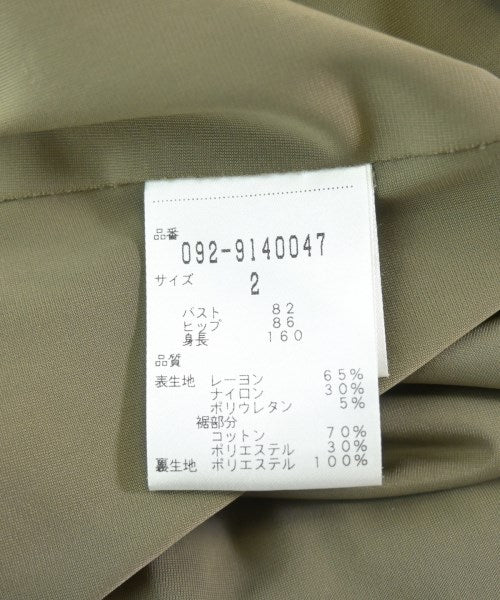 品番
092-9140047
サイズ
2
バスト 82
ヒップ 86
身長 160
品質
表生地 レーヨン 65%
ナイロン 30%
ポリウレタン 5%
裾部分
コットン 70%
ポリエステル 30%
裏生地 ポリエステル 100%